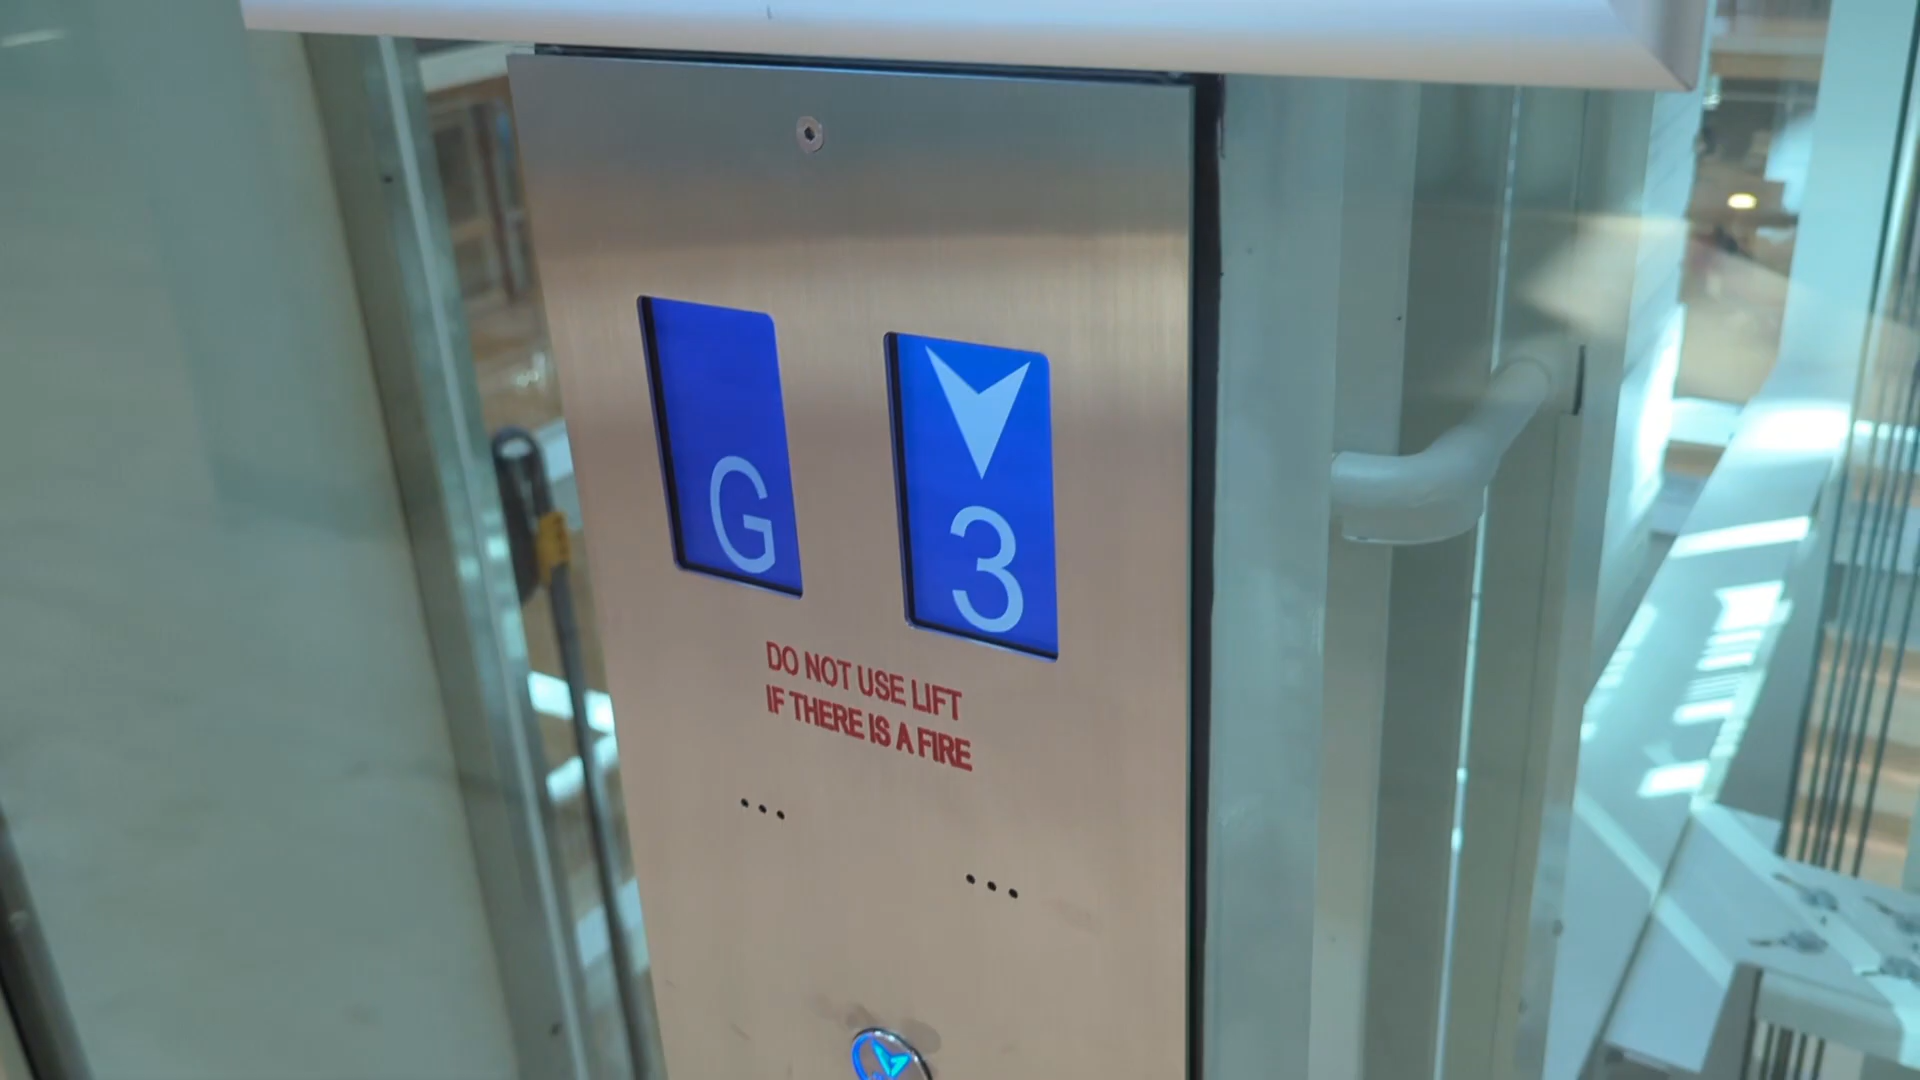 G
3
DO NOT USE LIFT
IF THERE IS A FIRE